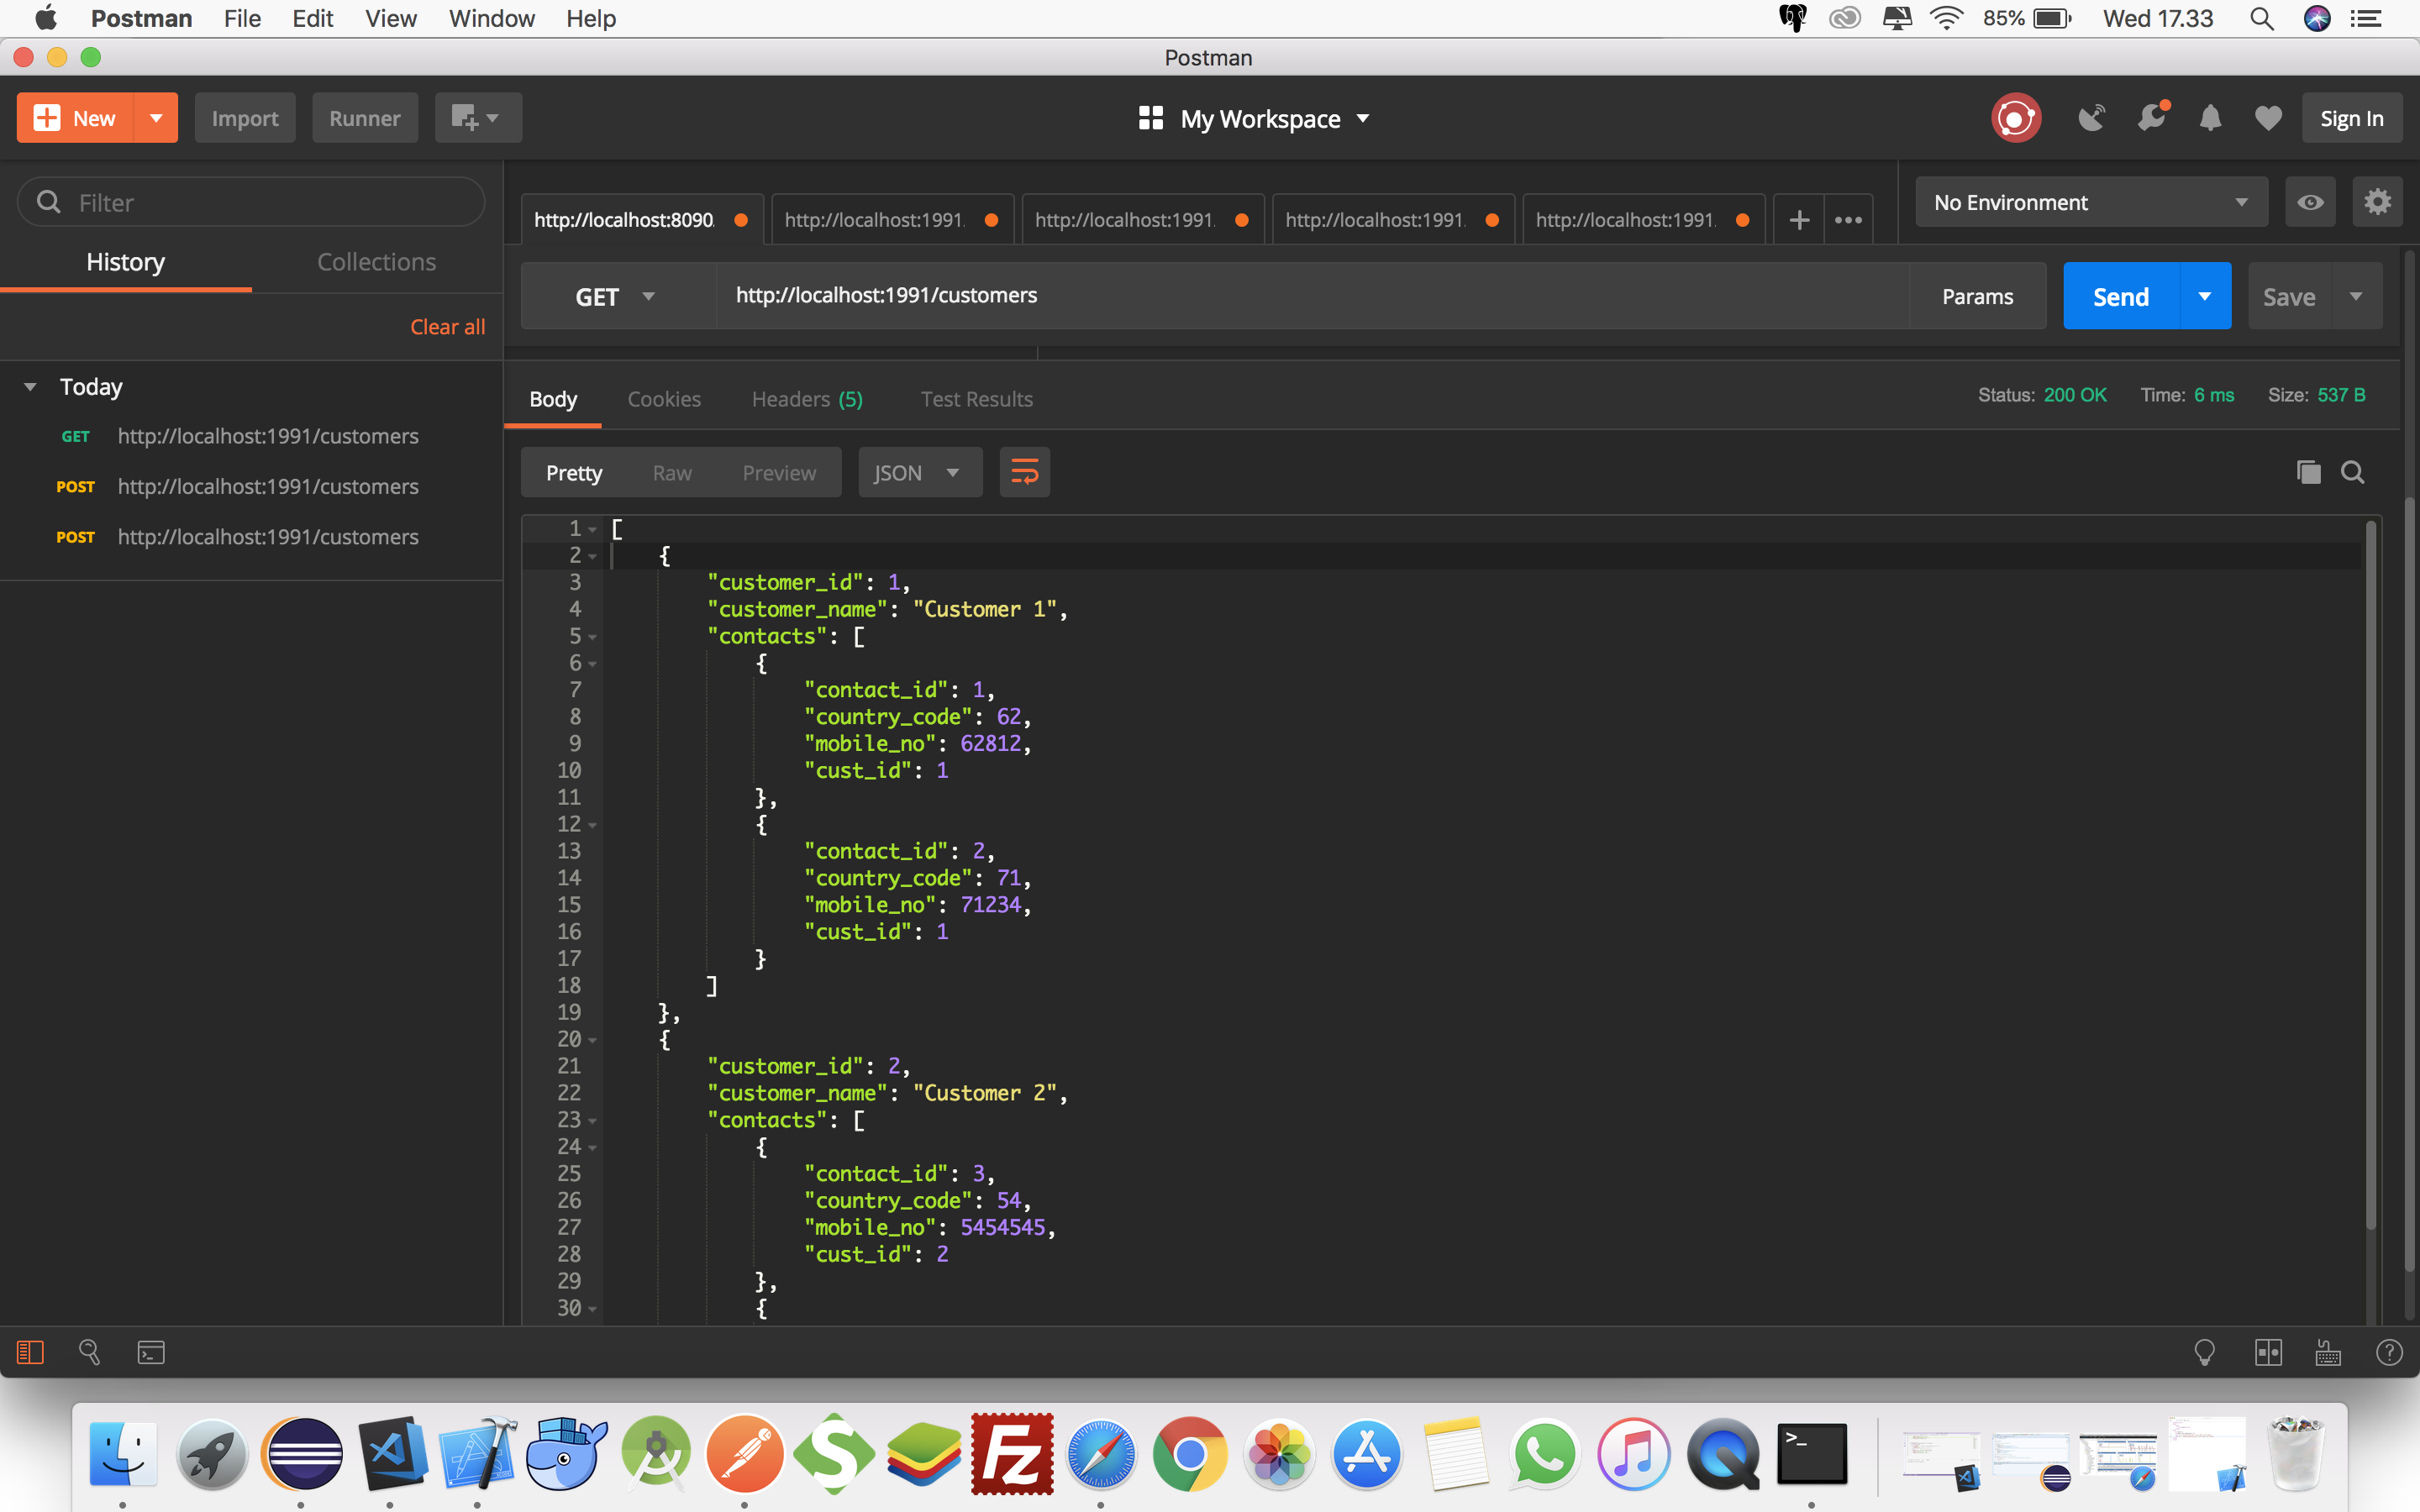 Postman File Edit View Window Help 85% Wed 17.33
Postman
New Import Runner My Workspace Sign In
Filter
http://localhost:8090. http://localhost:1991. http://localhost:1991. http://localhost:1991. http://localhost:1991. No Environment
History Collections
GET http://localhost:1991/customers Params Send Save
Clear all
Today
GET http://localhost:1991/customers
POST http://localhost:1991/customers
POST http://localhost:1991/customers
Body Cookies Headers (5) Test Results Status: 200 OK Time: 6 ms Size: 537 B
Pretty Raw Preview JSON
1 [
2 {
3 "customer_id": 1,
4 "customer_name": "Customer 1",
5 "contacts": [
6 {
7 "contact_id": 1,
8 "country_code": 62,
9 "mobile_no": 62812,
10 "cust_id": 1
11 },
12 {
13 "contact_id": 2,
14 "country_code": 71,
15 "mobile_no": 71234,
16 "cust_id": 1
17 }
18 ]
19 },
20 {
21 "customer_id": 2,
22 "customer_name": "Customer 2",
23 "contacts": [
24 {
25 "contact_id": 3,
26 "country_code": 54,
27 "mobile_no": 5454545,
28 "cust_id": 2
29 },
30 {
S Fz >_